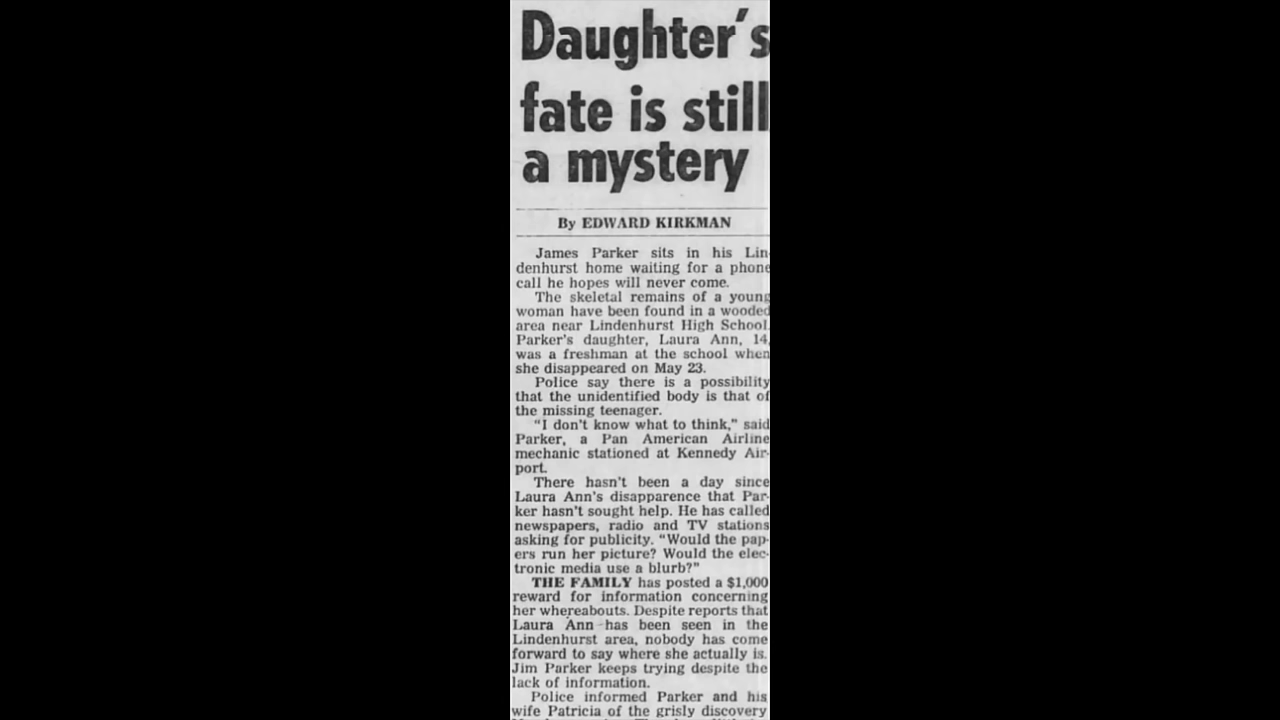 Daughter's
fate is still
a mystery
By EDWARD KIRKMAN
James Parker sits in his Lin-
denhurst home waiting for a phone
call he hopes will never come.
The skeletal remains of a young
woman have been found in a wooded
area near Lindenhurst High School.
Parker's daughter, Laura Ann, 14,
was a freshman at the school when
she disappeared on May 23.
Police say there is a possibility
that the unidentified body is that of
the missing teenager.
"I don't know what to think," said
Parker, a Pan American Airline
mechanic stationed at Kennedy Air-
port.
There hasn't been a day since
Laura Ann's disapparence that Par-
ker hasn't sought help. He has called
newspapers, radio and TV stations
asking for publicity. "Would the pap-
ers run her picture? Would the elec-
tronic media use a blurb?"
THE FAMILY has posted a $1,000
reward for information concerning
her whereabouts. Despite reports that
Laura Ann has been seen in the
Lindenhurst area, nobody has come
forward to say where she actually is.
Jim Parker keeps trying despite the
lack of information.
Police informed Parker and his
wife Patricia of the grisly discovery